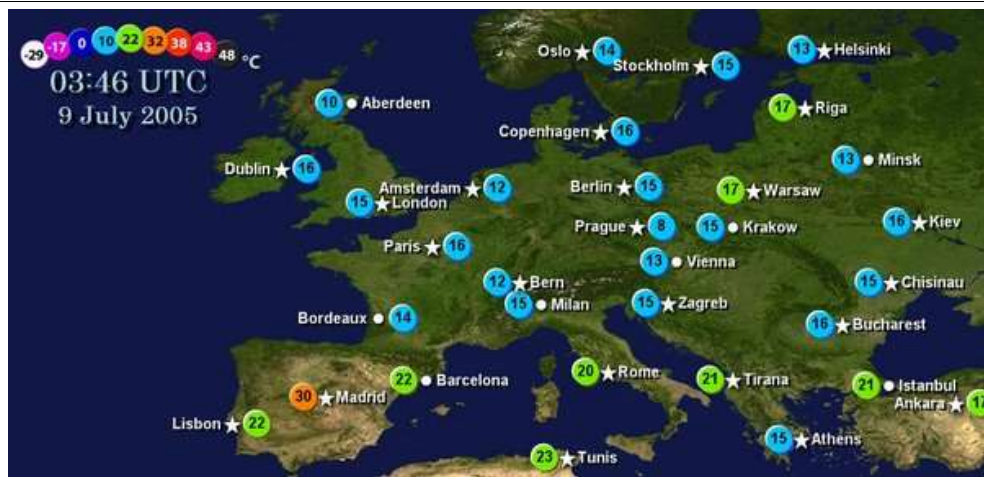 -29 -17 0 10 22 32 38 43 48 °C
03:46 UTC
9 July 2005
Oslo 14
Stockholm 15
13 Helsinki
10 Aberdeen
17 Riga
Copenhagen 16
13 Minsk
Dublin 16
Amsterdam 12
Berlin 15
17 Warsaw
15 London
16 Kiev
Prague 8
15 Krakow
Paris 16
13 Vienna
12 Bern
15 Chisinau
15 Milan
15 Zagreb
Bordeaux 14
16 Bucharest
20 Rome
22 Barcelona
21 Tirana
21 Istanbul
30 Madrid
Ankara 17
Lisbon 22
15 Athens
23 Tunis